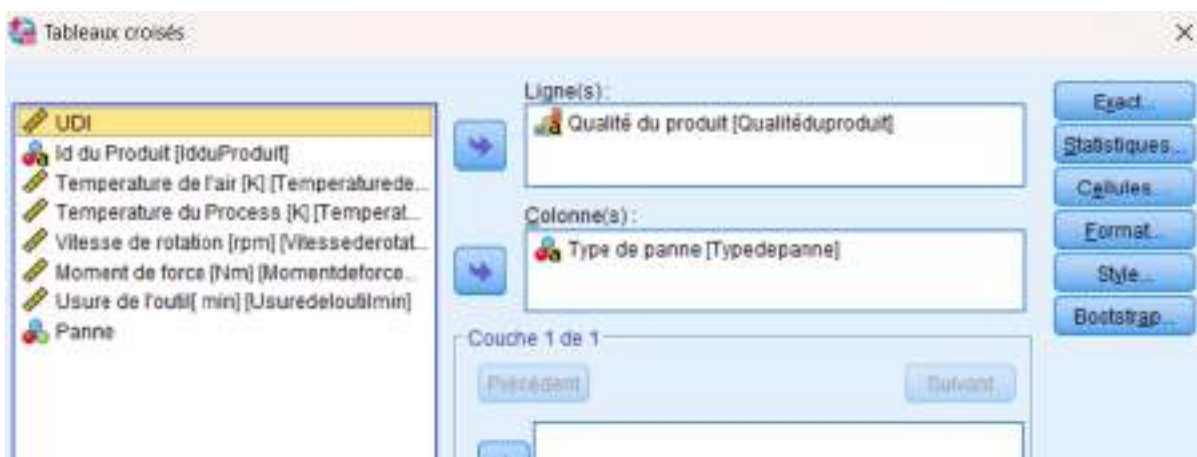 Tableaux croisés
UDI
Id du Produit [IdduProduit]
Temperature de l'air [K] [Temperaturede...
Temperature du Process [K] [Temperat...
Vitesse de rotation [rpm] [Vitessederotat...
Moment de force [Nm] [Momentdeforce...
Usure de l'outil[ min] [Usuredeloutilmin]
Panne
Ligne(s):
Qualité du produit [Qualitéduproduit]
Colonne(s):
Type de panne [Typedepanne]
Couche 1 de 1
Précédent
Suivant
Exact...
Statistiques...
Cellules...
Format...
Style...
Bootstrap...